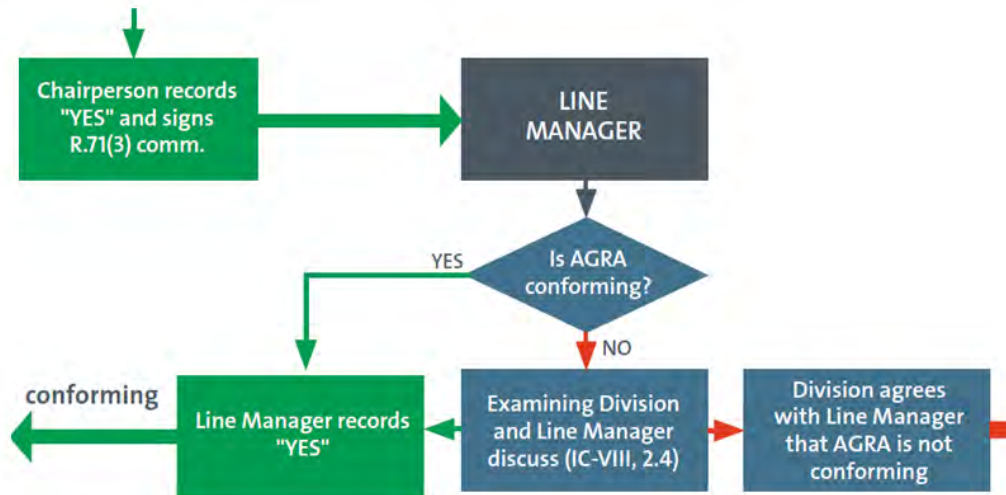 Chairperson records
"YES" and signs
R.71(3) comm.
LINE
MANAGER
Is AGRA
conforming?
YES
NO
conforming
Line Manager records
"YES"
Examining Division
and Line Manager
discuss (IC-VIII, 2.4)
Division agrees
with Line Manager
that AGRA is not
conforming